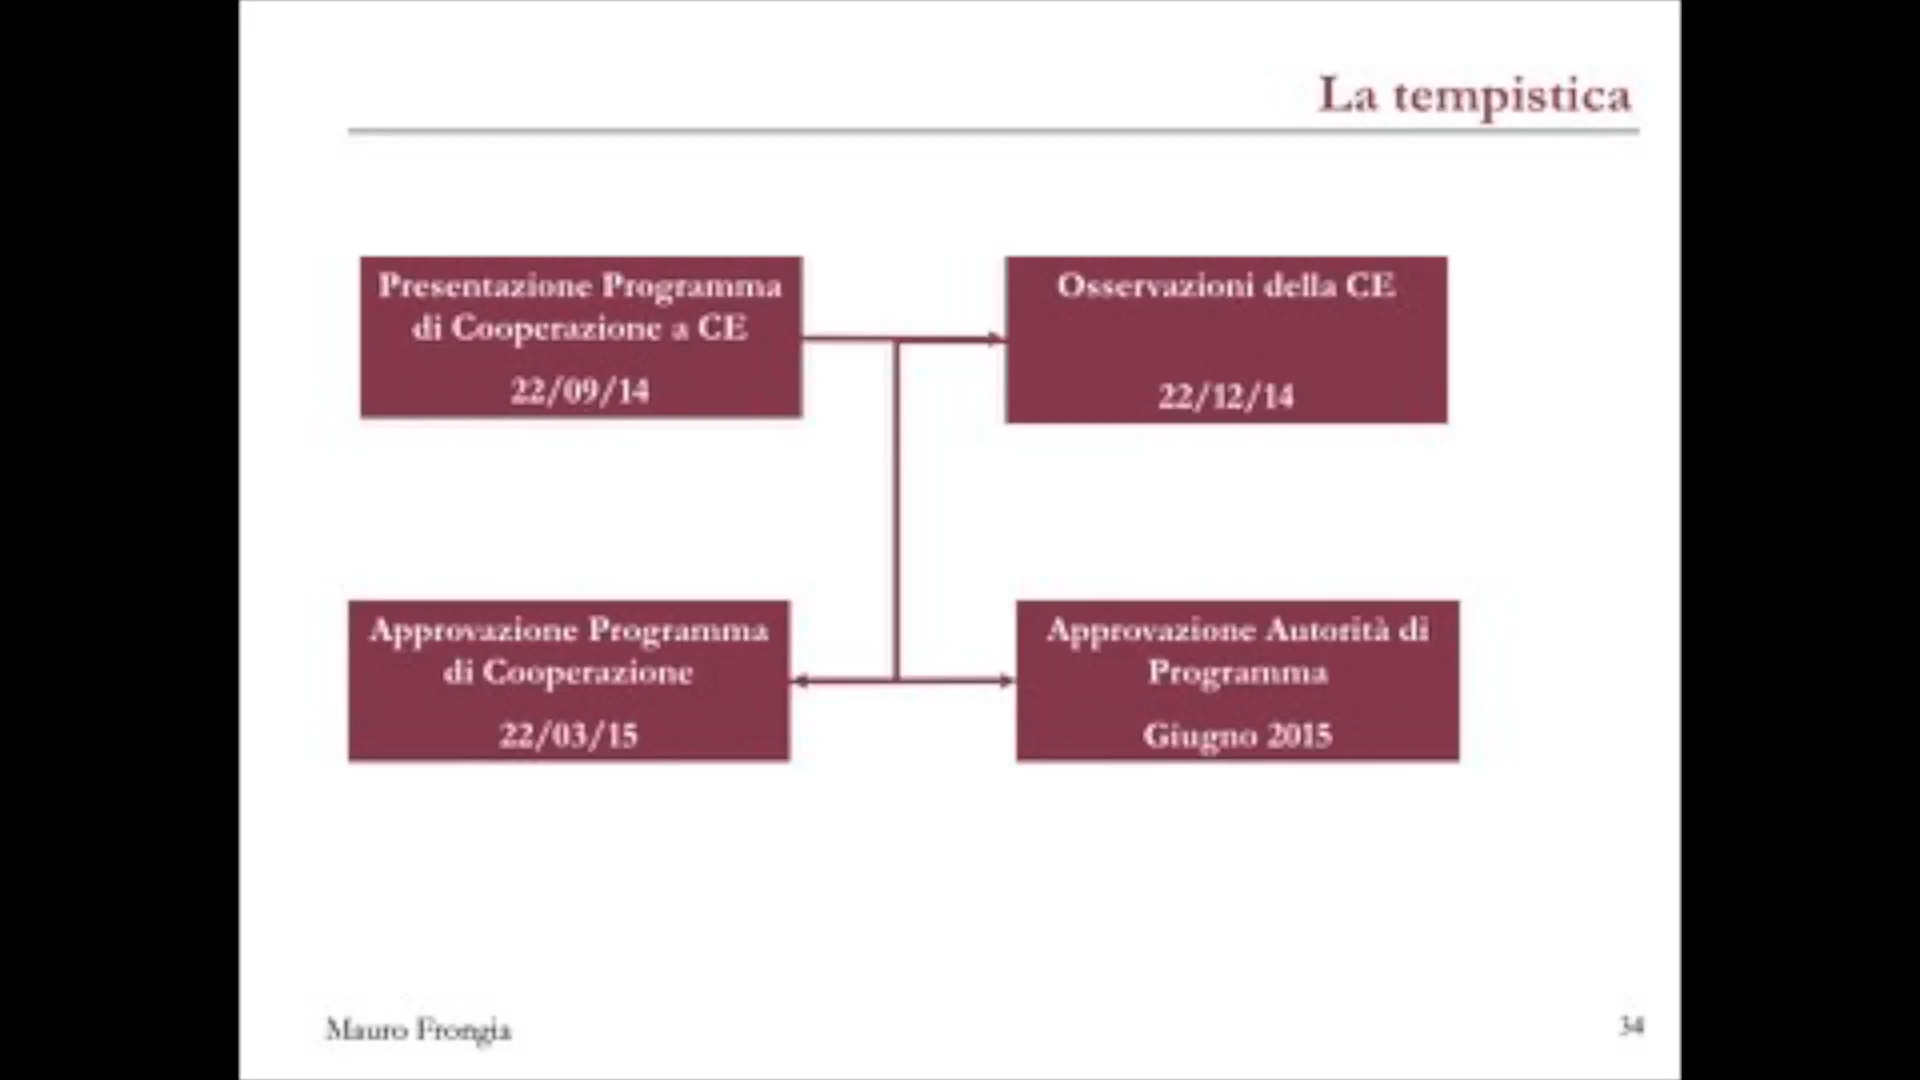 La tempistica
Presentazione Programma
di Cooperazione a CE
22/09/14
Osservazioni della CE
22/12/14
Approvazione Programma
di Cooperazione
22/03/15
Approvazione Autorità di
Programma
Giugno 2015
Mauro Frongia
34